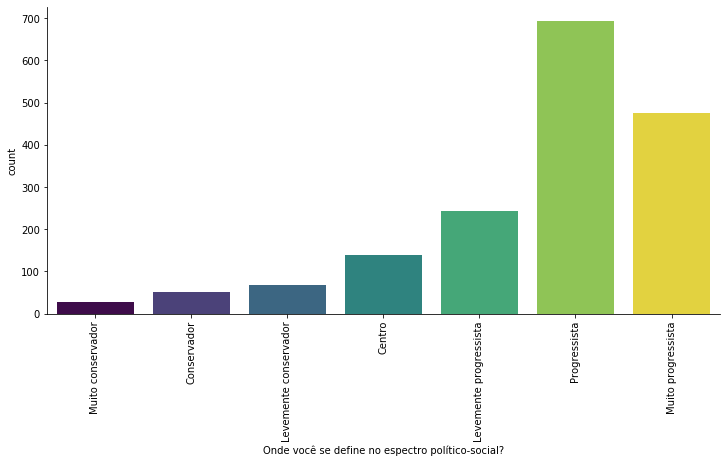 700
600
500
400
300
200
100
0
count
Muito conservador
Conservador
Levemente conservador
Centro
Levemente progressista
Progressista
Muito progressista
Onde você se define no espectro político-social?